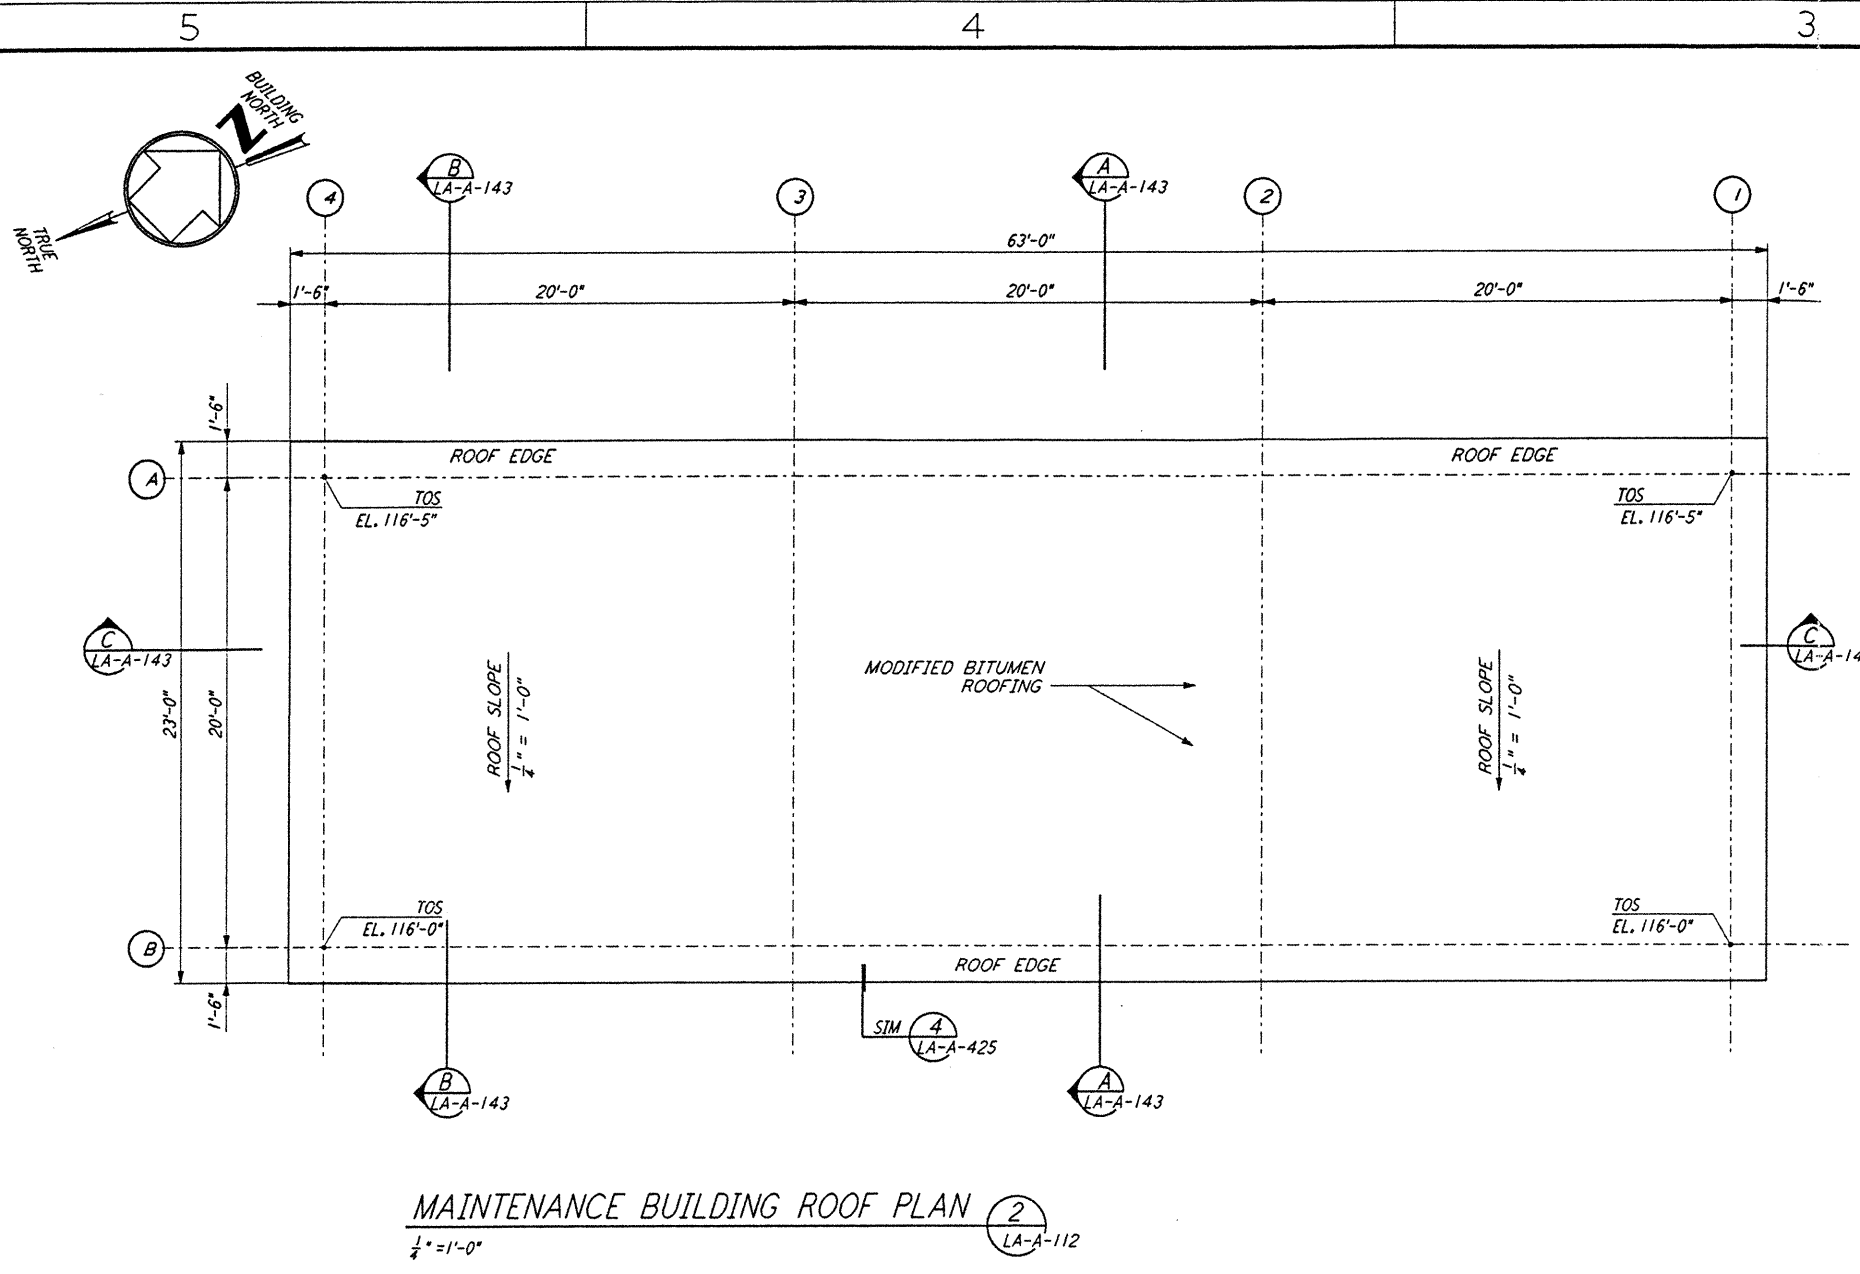 5
4
3
BUILDING
NORTH
N
TRUE
NORTH
B
LA-A-143
A
LA-A-143
4
3
2
1
63'-0"
1'-6"
20'-0"
20'-0"
20'-0"
1'-6"
1'-6"
ROOF EDGE
ROOF EDGE
A
TOS
EL. 116'-5"
TOS
EL. 116'-5"
C
LA-A-143
C
LA-A-14
23'-0"
20'-0"
ROOF SLOPE
1/4" = 1'-0"
MODIFIED BITUMEN
ROOFING
ROOF SLOPE
1/4" = 1'-0"
TOS
EL. 116'-0"
TOS
EL. 116'-0"
B
ROOF EDGE
1'-6"
SIM
4
LA-A-425
B
LA-A-143
A
LA-A-143
MAINTENANCE BUILDING ROOF PLAN
2
LA-A-112
1/4" =1'-0"